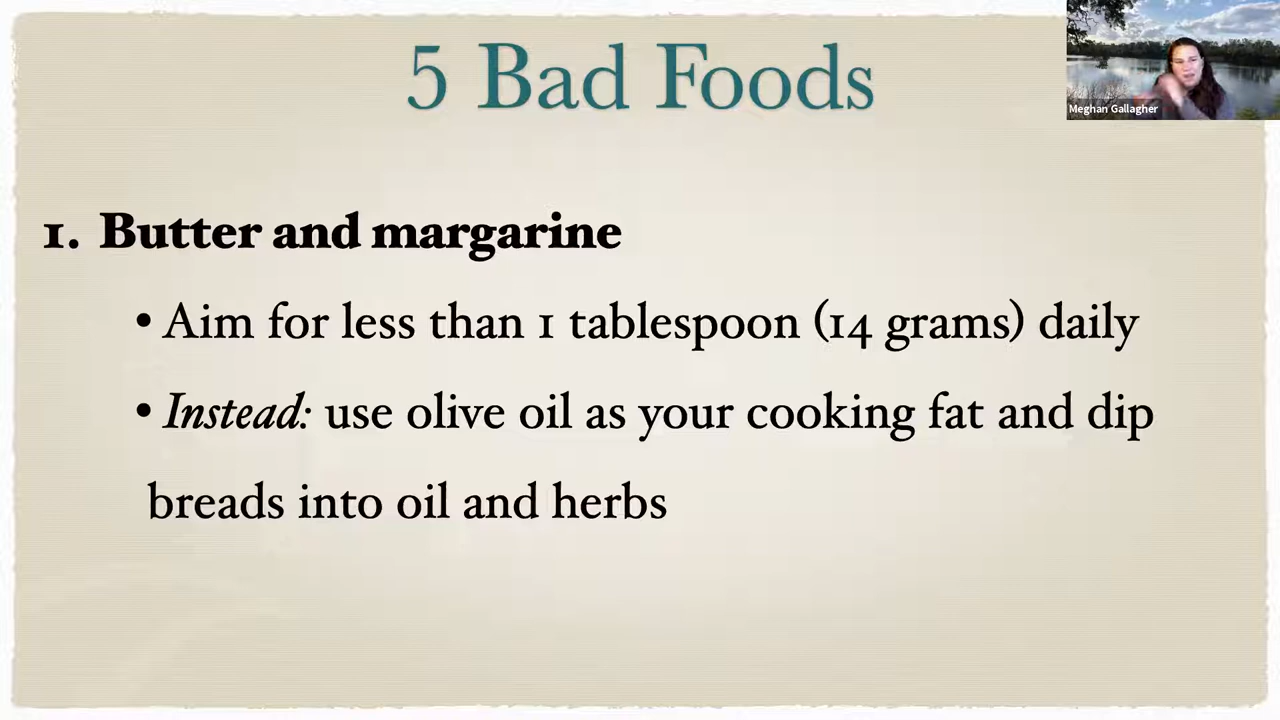 5 Bad Foods
Meghan Gallagher
1. Butter and margarine
• Aim for less than 1 tablespoon (14 grams) daily
• Instead: use olive oil as your cooking fat and dip
breads into oil and herbs